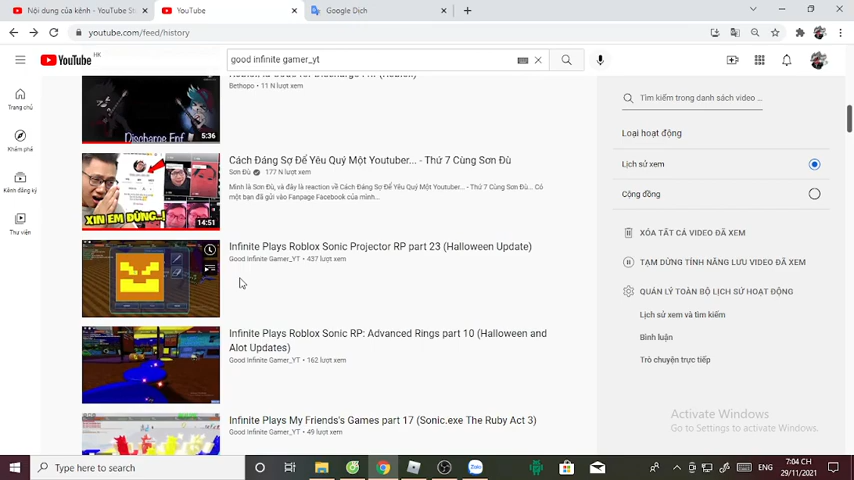 Nội dung của kênh - YouTube St
YouTube
Google Dịch
youtube.com/feed/history
YouTube
HK
good infinite gamer_yt
Trang chủ
Khám phá
Kênh đăng ký
Thư viện
Bethopo • 11 N lượt xem
Discharge Fnf
5:36
Cách Đáng Sợ Để Yêu Quý Một Youtuber... - Thứ 7 Cùng Sơn Đù
Sơn Đù 177 N lượt xem
Mình là Sơn Đù, và đây là reaction về Cách Đáng Sợ Để Yêu Quý Một Youtuber... - Thứ 7 Cùng Sơn Đù. Có
một bạn đã gửi vào Fanpage Facebook của mình...
XIN EM DỪNG..!
14:51
Infinite Plays Roblox Sonic Projector RP part 23 (Halloween Update)
Good Infinite Gamer_YT • 437 lượt xem
Infinite Plays Roblox Sonic RP: Advanced Rings part 10 (Halloween and
Alot Updates)
Good Infinite Gamer_YT • 162 lượt xem
Infinite Plays My Friends's Games part 17 (Sonic.exe The Ruby Act 3)
Good Infinite Gamer_YT • 49 lượt xem
Tìm kiếm trong danh sách video ...
Loại hoạt động
Lịch sử xem
Cộng đồng
XÓA TẤT CẢ VIDEO ĐÃ XEM
TẠM DỪNG TÍNH NĂNG LƯU VIDEO ĐÃ XEM
QUẢN LÝ TOÀN BỘ LỊCH SỬ HOẠT ĐỘNG
Lịch sử xem và tìm kiếm
Bình luận
Trò chuyện trực tiếp
Activate Windows
Go to Settings to activate Windows.
Type here to search
Zalo
ENG
7:04 CH
29/11/2021